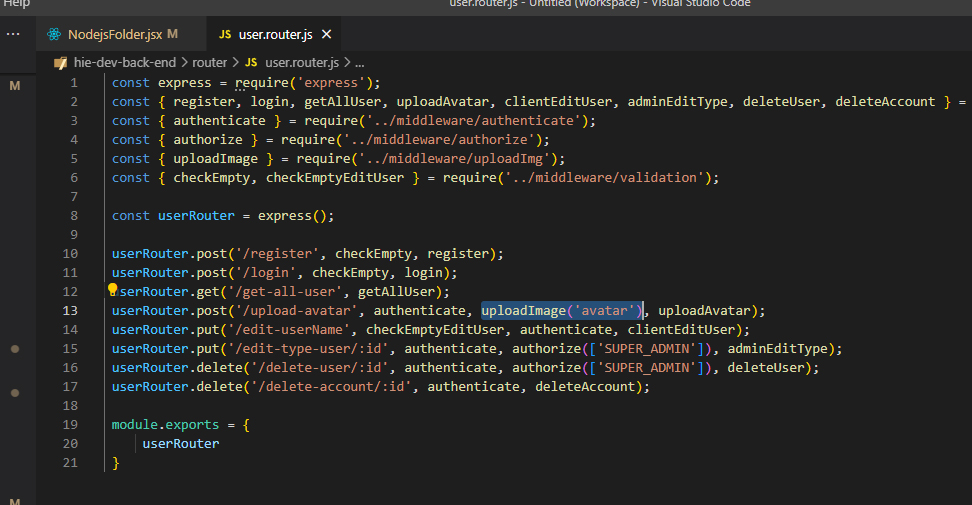 Help
user.router.js - Untitled (Workspace) - Visual Studio Code
... NodejsFolder.jsx M JS user.router.js ×
hie-dev-back-end > router > JS user.router.js > ...
M
1 const express = require('express');
2 const { register, login, getAllUser, uploadAvatar, clientEditUser, adminEditType, deleteUser, deleteAccount } =
3 const { authenticate } = require('../middleware/authenticate');
4 const { authorize } = require('../middleware/authorize');
5 const { uploadImage } = require('../middleware/uploadImg');
6 const { checkEmpty, checkEmptyEditUser } = require('../middleware/validation');
7
8 const userRouter = express();
9
10 userRouter.post('/register', checkEmpty, register);
11 userRouter.post('/login', checkEmpty, login);
12 userRouter.get('/get-all-user', getAllUser);
13 userRouter.post('/upload-avatar', authenticate, uploadImage('avatar'), uploadAvatar);
14 userRouter.put('/edit-userName', checkEmptyEditUser, authenticate, clientEditUser);
15 userRouter.put('/edit-type-user/:id', authenticate, authorize(['SUPER_ADMIN']), adminEditType);
16 userRouter.delete('/delete-user/:id', authenticate, authorize(['SUPER_ADMIN']), deleteUser);
17 userRouter.delete('/delete-account/:id', authenticate, deleteAccount);
18
19 module.exports = {
20 userRouter
21 }
M